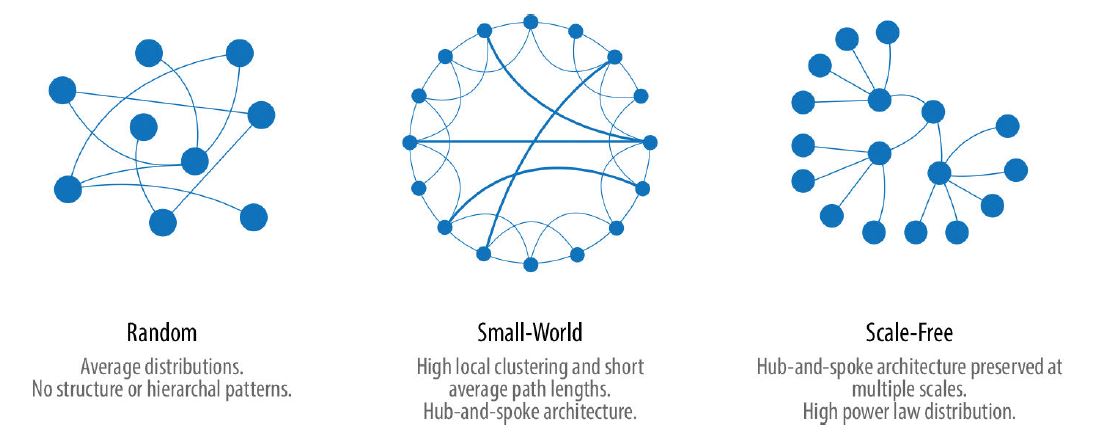 Random
Average distributions.
No structure or hierarchal patterns.
Small-World
High local clustering and short
average path lengths.
Hub-and-spoke architecture.
Scale-Free
Hub-and-spoke architecture preserved at
multiple scales.
High power law distribution.